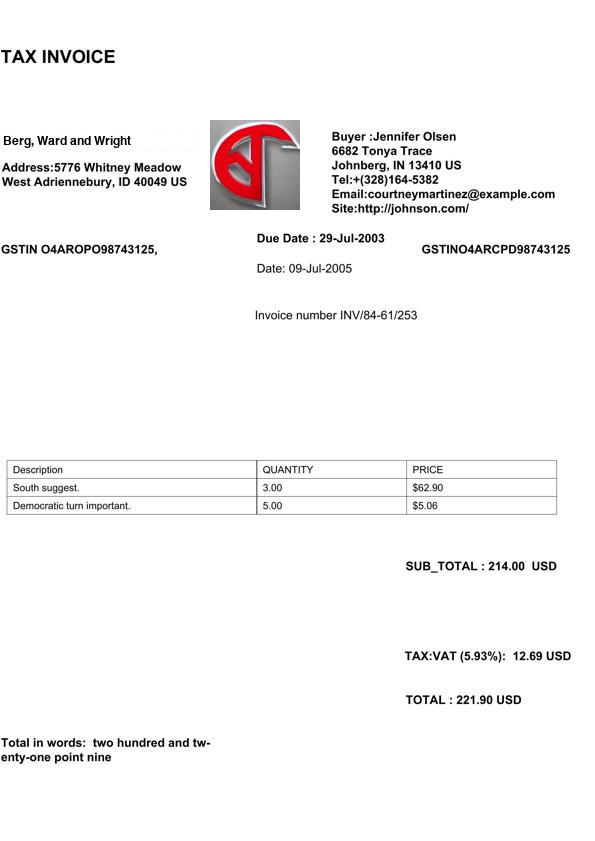 TAX INVOICE
Berg, Ward and Wright
Address:5776 Whitney Meadow
West Adriennebury, ID 40049 US
Buyer :Jennifer Olsen
6682 Tonya Trace
Johnberg, IN 13410 US
Tel:+(328)164-5382
Email:courtneymartinez@example.com
Site:http://johnson.com/
GSTIN O4AROPO98743125,
Due Date : 29-Jul-2003
GSTINO4ARCPD98743125
Date: 09-Jul-2005
Invoice number INV/84-61/253
Description QUANTITY PRICE
South suggest. 3.00 $62.90
Democratic turn important. 5.00 $5.06
SUB_TOTAL : 214.00 USD
TAX:VAT (5.93%): 12.69 USD
TOTAL : 221.90 USD
Total in words: two hundred and tw-
enty-one point nine